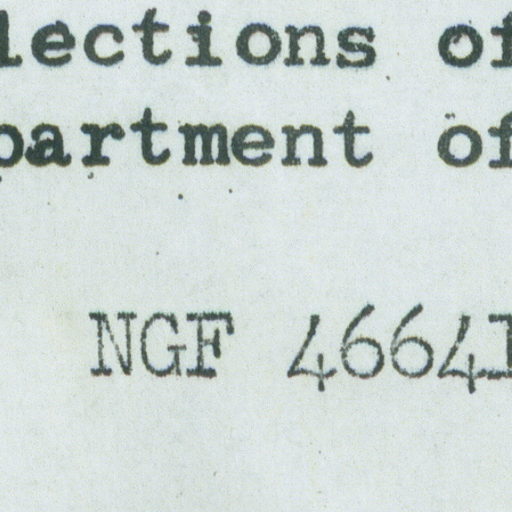 lections of
partment of
NGF 4664